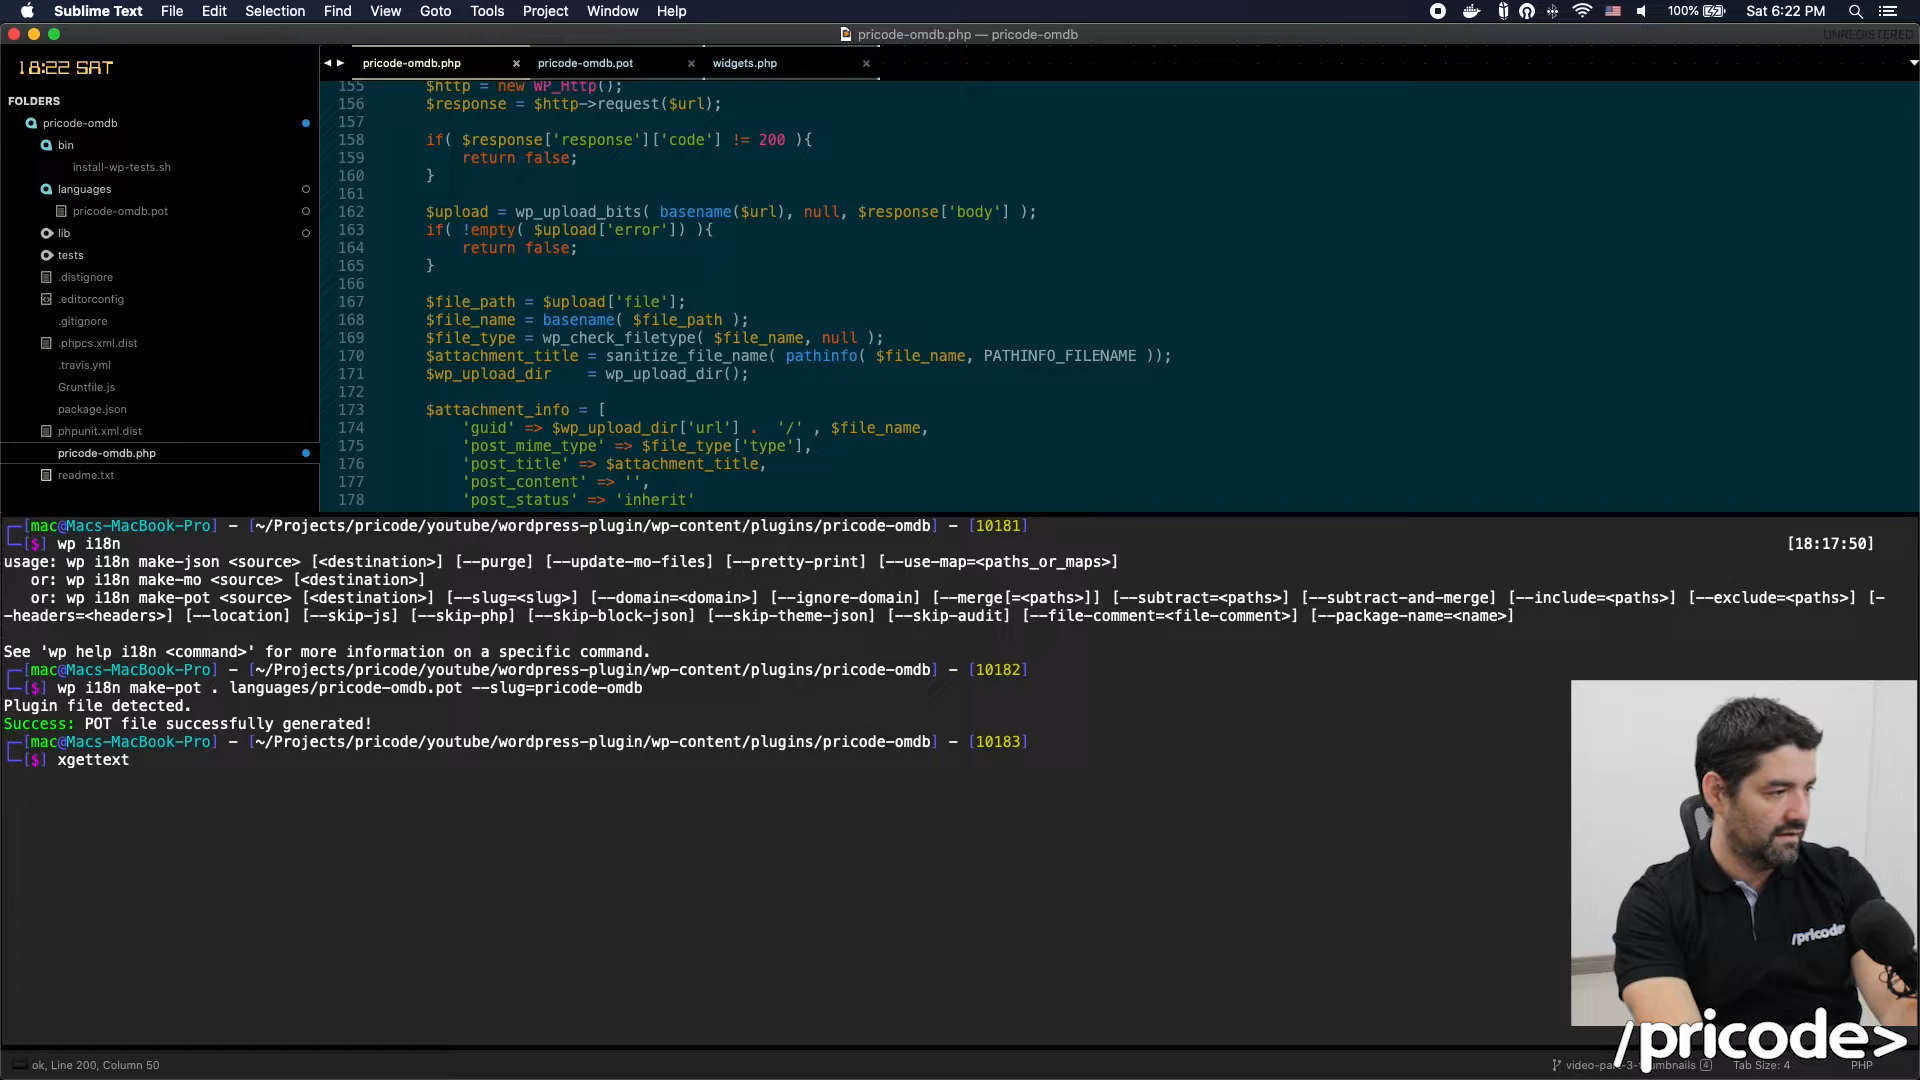 Sublime Text File Edit Selection Find View Goto Tools Project Window Help 100% Sat 6:22 PM
pricode-omdb.php — pricode-omdb UNREGISTERED
18:22 SAT
pricode-omdb.php × pricode-omdb.pot × widgets.php ×
FOLDERS
pricode-omdb
bin
install-wp-tests.sh
languages
pricode-omdb.pot
lib
tests
.distignore
.editorconfig
.gitignore
.phpcs.xml.dist
.travis.yml
Gruntfile.js
package.json
phpunit.xml.dist
pricode-omdb.php
readme.txt
155 $http = new WP_Http();
156 $response = $http->request($url);
157
158 if( $response['response']['code'] != 200 ){
159 return false;
160 }
161
162 $upload = wp_upload_bits( basename($url), null, $response['body'] );
163 if( !empty( $upload['error']) ){
164 return false;
165 }
166
167 $file_path = $upload['file'];
168 $file_name = basename( $file_path );
169 $file_type = wp_check_filetype( $file_name, null );
170 $attachment_title = sanitize_file_name( pathinfo( $file_name, PATHINFO_FILENAME ));
171 $wp_upload_dir = wp_upload_dir();
172
173 $attachment_info = [
174 'guid' => $wp_upload_dir['url'] . '/' , $file_name,
175 'post_mime_type' => $file_type['type'],
176 'post_title' => $attachment_title,
177 'post_content' => '',
178 'post_status' => 'inherit'
┌─[mac@Macs-MacBook-Pro] - [~/Projects/pricode/youtube/wordpress-plugin/wp-content/plugins/pricode-omdb] - [10181]
└─[$] wp i18n [18:17:50]
usage: wp i18n make-json <source> [<destination>] [--purge] [--update-mo-files] [--pretty-print] [--use-map=<paths_or_maps>]
or: wp i18n make-mo <source> [<destination>]
or: wp i18n make-pot <source> [<destination>] [--slug=<slug>] [--domain=<domain>] [--ignore-domain] [--merge[=<paths>]] [--subtract=<paths>] [--subtract-and-merge] [--include=<paths>] [--exclude=<paths>] [-
-headers=<headers>] [--location] [--skip-js] [--skip-php] [--skip-block-json] [--skip-theme-json] [--skip-audit] [--file-comment=<file-comment>] [--package-name=<name>]
See 'wp help i18n <command>' for more information on a specific command.
┌─[mac@Macs-MacBook-Pro] - [~/Projects/pricode/youtube/wordpress-plugin/wp-content/plugins/pricode-omdb] - [10182]
└─[$] wp i18n make-pot . languages/pricode-omdb.pot --slug=pricode-omdb
Plugin file detected.
Success: POT file successfully generated!
┌─[mac@Macs-MacBook-Pro] - [~/Projects/pricode/youtube/wordpress-plugin/wp-content/plugins/pricode-omdb] - [10183]
└─[$] xgettext
/pricode>
/pricode>
ok, Line 200, Column 50 4 Tab Size: 4 PHP